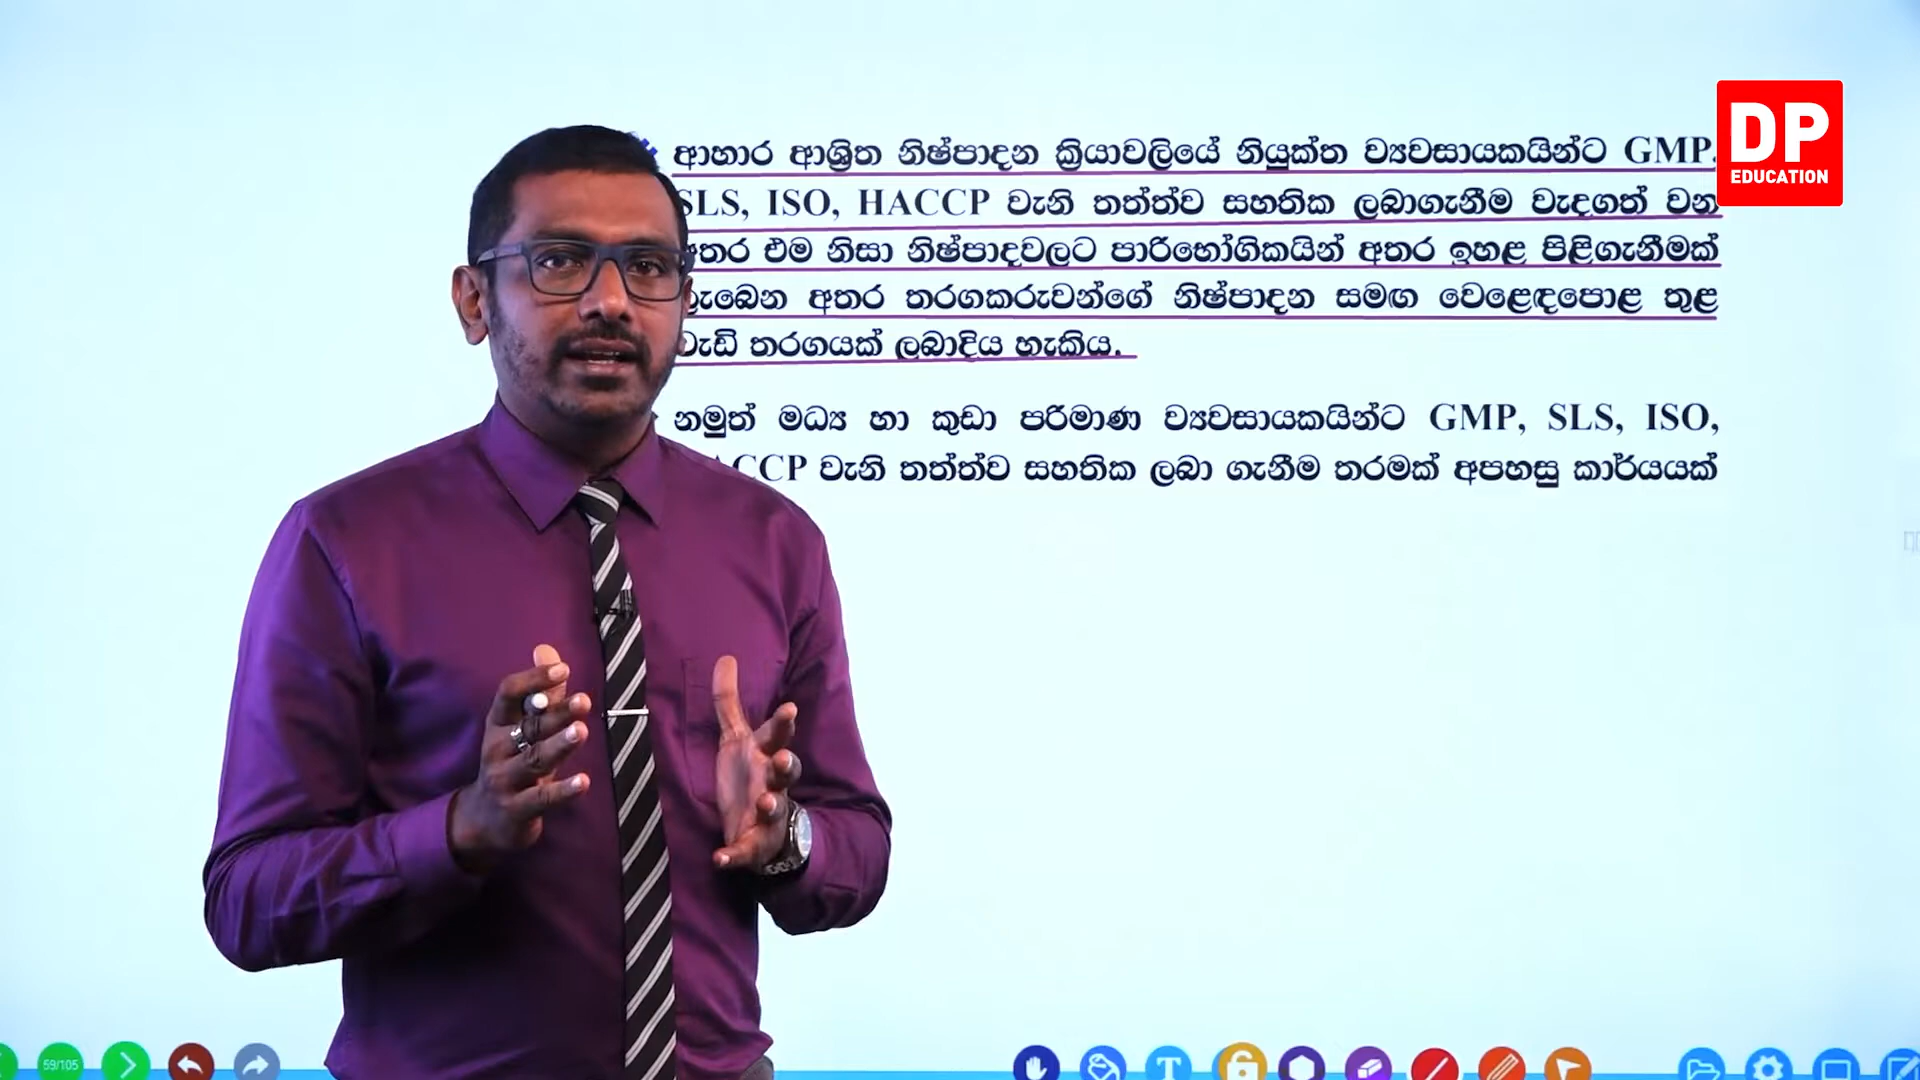 ආහාර ආශ්‍රිත නිෂ්පාදන ක්‍රියාවලියේ නියුක්ත ව්‍යවසායකයින්ට GMP,
SLS, ISO, HACCP වැනි තත්ත්ව සහතික ලබාගැනීම වැදගත් වන
අතර එම නිසා නිෂ්පාදවලට පාරිභෝගිකයින් අතර ඉහළ පිළිගැනීමක්
ලැබෙන අතර තරගකරුවන්ගේ නිෂ්පාදන සමඟ වෙළෙඳපොළ තුළ
වැඩි තරගයක් ලබාදිය හැකිය.
නමුත් මධ්‍ය හා කුඩා පරිමාණ ව්‍යවසායකයින්ට GMP, SLS, ISO,
HACCP වැනි තත්ත්ව සහතික ලබා ගැනීම තරමක් අපහසු කාර්යයක්
DP
EDUCATION
59/105
T